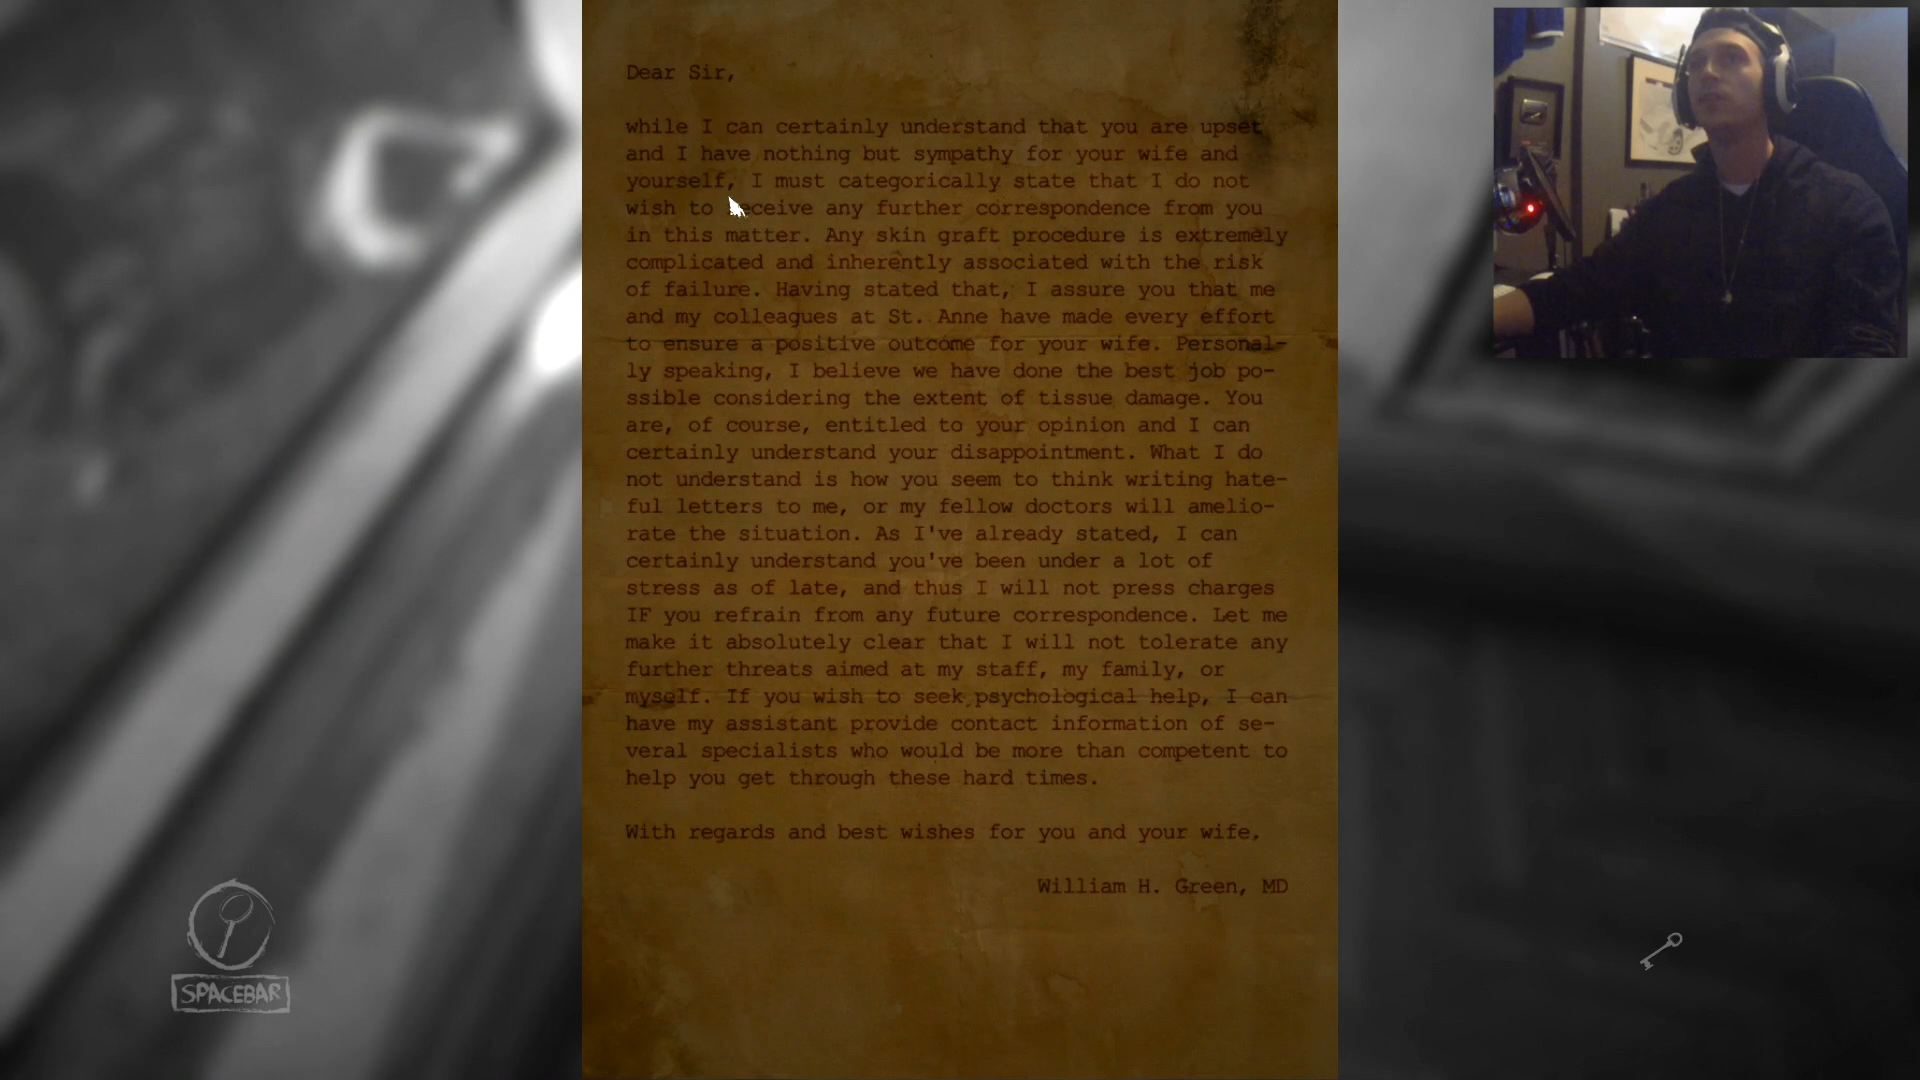 Dear Sir,
while I can certainly understand that you are upset
and I have nothing but sympathy for your wife and
yourself, I must categorically state that I do not
wish to receive any further correspondence from you
in this matter. Any skin graft procedure is extremely
complicated and inherently associated with the risk
of failure. Having stated that, I assure you that me
and my colleagues at St. Anne have made every effort
to ensure a positive outcome for your wife. Personal-
ly speaking, I believe we have done the best job po-
ssible considering the extent of tissue damage. You
are, of course, entitled to your opinion and I can
certainly understand your disappointment. What I do
not understand is how you seem to think writing hate-
ful letters to me, or my fellow doctors will amelio-
rate the situation. As I've already stated, I can
certainly understand you've been under a lot of
stress as of late, and thus I will not press charges
IF you refrain from any future correspondence. Let me
make it absolutely clear that I will not tolerate any
further threats aimed at my staff, my family, or
myself. If you wish to seek psychological help, I can
have my assistant provide contact information of se-
veral specialists who would be more than competent to
help you get through these hard times.
With regards and best wishes for you and your wife,
William H. Green, MD
SPACEBAR